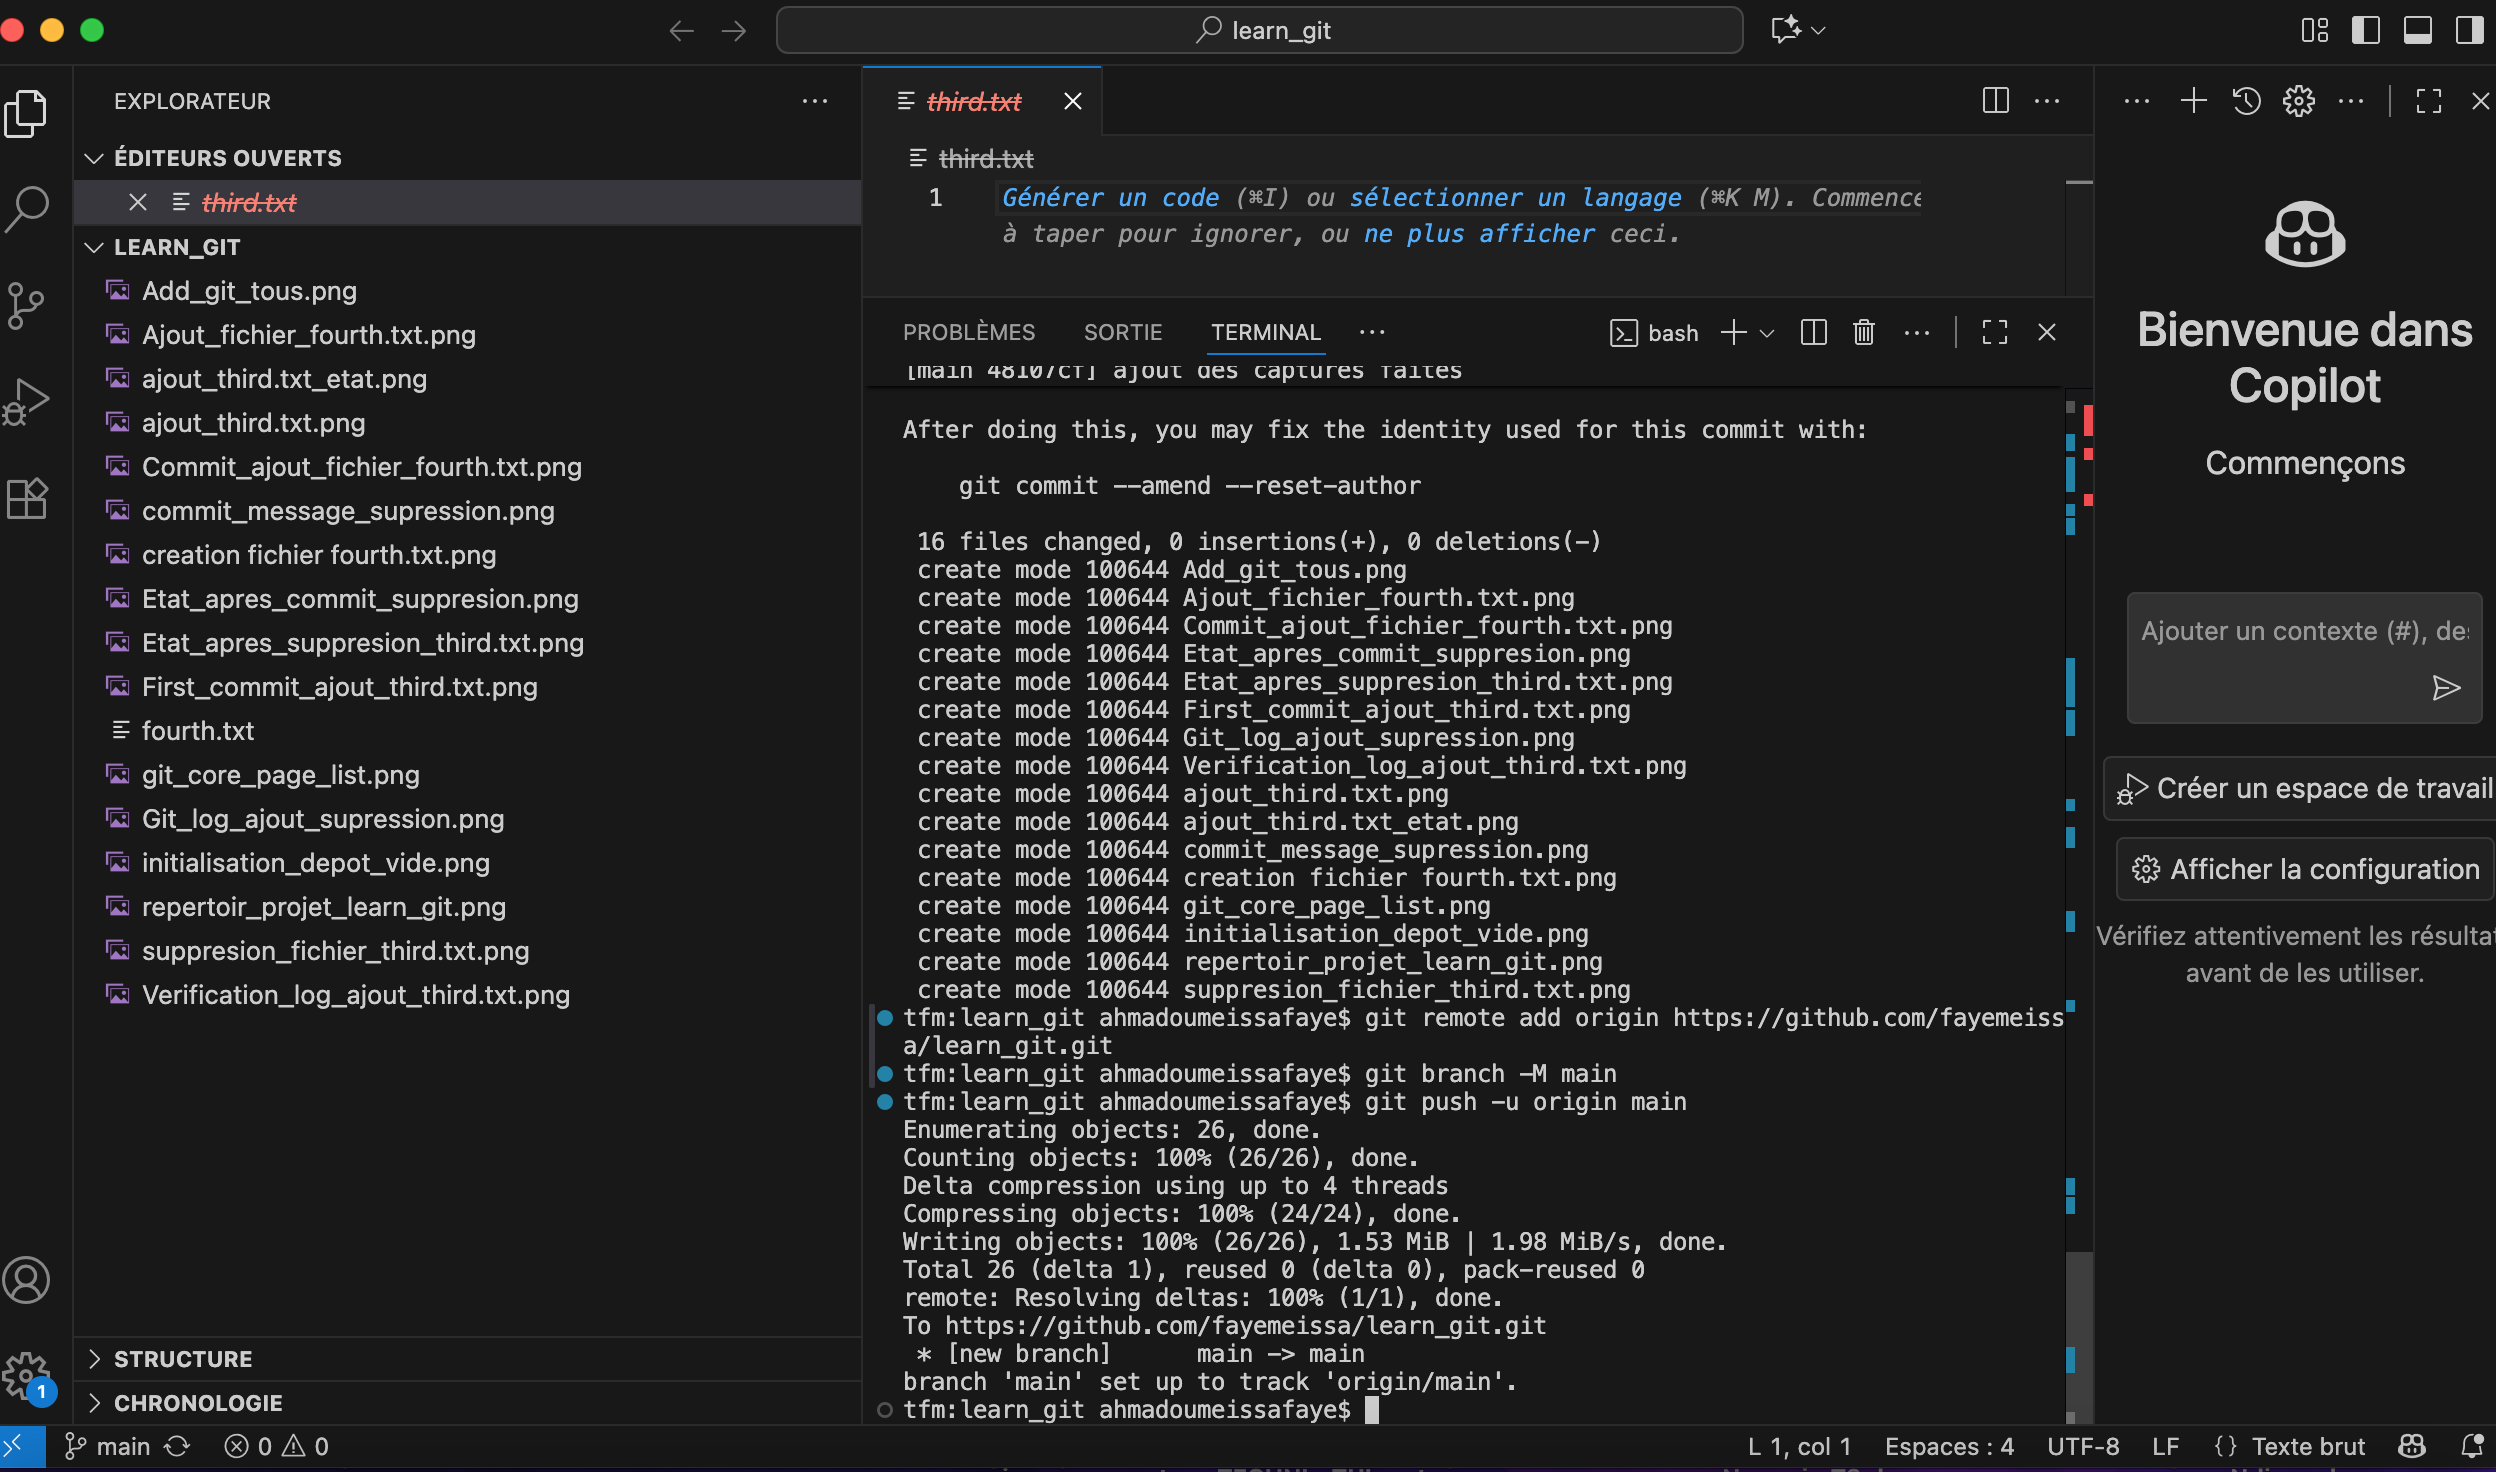 learn_git
EXPLORATEUR
ÉDITEURS OUVERTS
third.txt
LEARN_GIT
Add_git_tous.png
Ajout_fichier_fourth.txt.png
ajout_third.txt_etat.png
ajout_third.txt.png
Commit_ajout_fichier_fourth.txt.png
commit_message_supression.png
creation fichier fourth.txt.png
Etat_apres_commit_suppresion.png
Etat_apres_suppresion_third.txt.png
First_commit_ajout_third.txt.png
fourth.txt
git_core_page_list.png
Git_log_ajout_supression.png
initialisation_depot_vide.png
repertoir_projet_learn_git.png
suppresion_fichier_third.txt.png
Verification_log_ajout_third.txt.png
STRUCTURE
CHRONOLOGIE
1
third.txt
third.txt
1 Générer un code (⌘I) ou sélectionner un langage (⌘K M). Commence
à taper pour ignorer, ou ne plus afficher ceci.
PROBLÈMES SORTIE TERMINAL bash
[main 48107cf] ajout des captures faites
After doing this, you may fix the identity used for this commit with:
git commit --amend --reset-author
16 files changed, 0 insertions(+), 0 deletions(-)
create mode 100644 Add_git_tous.png
create mode 100644 Ajout_fichier_fourth.txt.png
create mode 100644 Commit_ajout_fichier_fourth.txt.png
create mode 100644 Etat_apres_commit_suppresion.png
create mode 100644 Etat_apres_suppresion_third.txt.png
create mode 100644 First_commit_ajout_third.txt.png
create mode 100644 Git_log_ajout_supression.png
create mode 100644 Verification_log_ajout_third.txt.png
create mode 100644 ajout_third.txt.png
create mode 100644 ajout_third.txt_etat.png
create mode 100644 commit_message_supression.png
create mode 100644 creation fichier fourth.txt.png
create mode 100644 git_core_page_list.png
create mode 100644 initialisation_depot_vide.png
create mode 100644 repertoir_projet_learn_git.png
create mode 100644 suppresion_fichier_third.txt.png
tfm:learn_git ahmadoumeissafaye$ git remote add origin https://github.com/fayemeiss
a/learn_git.git
tfm:learn_git ahmadoumeissafaye$ git branch -M main
tfm:learn_git ahmadoumeissafaye$ git push -u origin main
Enumerating objects: 26, done.
Counting objects: 100% (26/26), done.
Delta compression using up to 4 threads
Compressing objects: 100% (24/24), done.
Writing objects: 100% (26/26), 1.53 MiB | 1.98 MiB/s, done.
Total 26 (delta 1), reused 0 (delta 0), pack-reused 0
remote: Resolving deltas: 100% (1/1), done.
To https://github.com/fayemeissa/learn_git.git
* [new branch] main -> main
branch 'main' set up to track 'origin/main'.
tfm:learn_git ahmadoumeissafaye$
Bienvenue dans
Copilot
Commençons
Ajouter un contexte (#), de
Créer un espace de travail
Afficher la configuration
Vérifiez attentivement les résulta
avant de les utiliser.
main 0 0 L 1, col 1 Espaces : 4 UTF-8 LF {} Texte brut